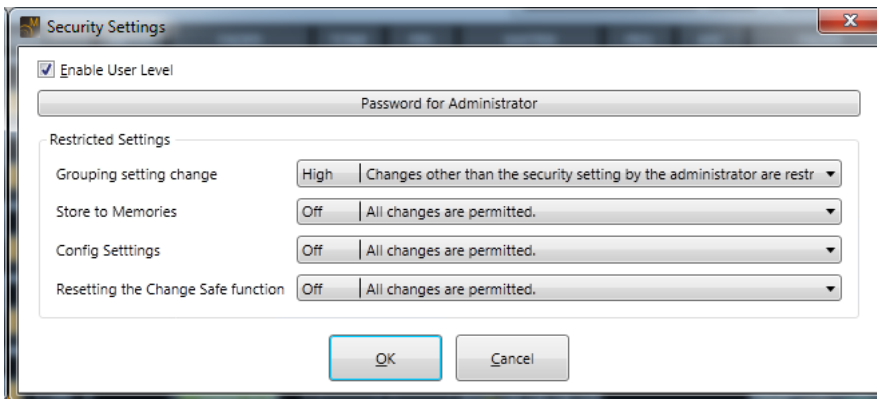 Security Settings
Enable User Level
Password for Administrator
Restricted Settings
Grouping setting change High Changes other than the security setting by the administrator are restr
Store to Memories Off All changes are permitted.
Config Setttings Off All changes are permitted.
Resetting the Change Safe function Off All changes are permitted.
OK Cancel